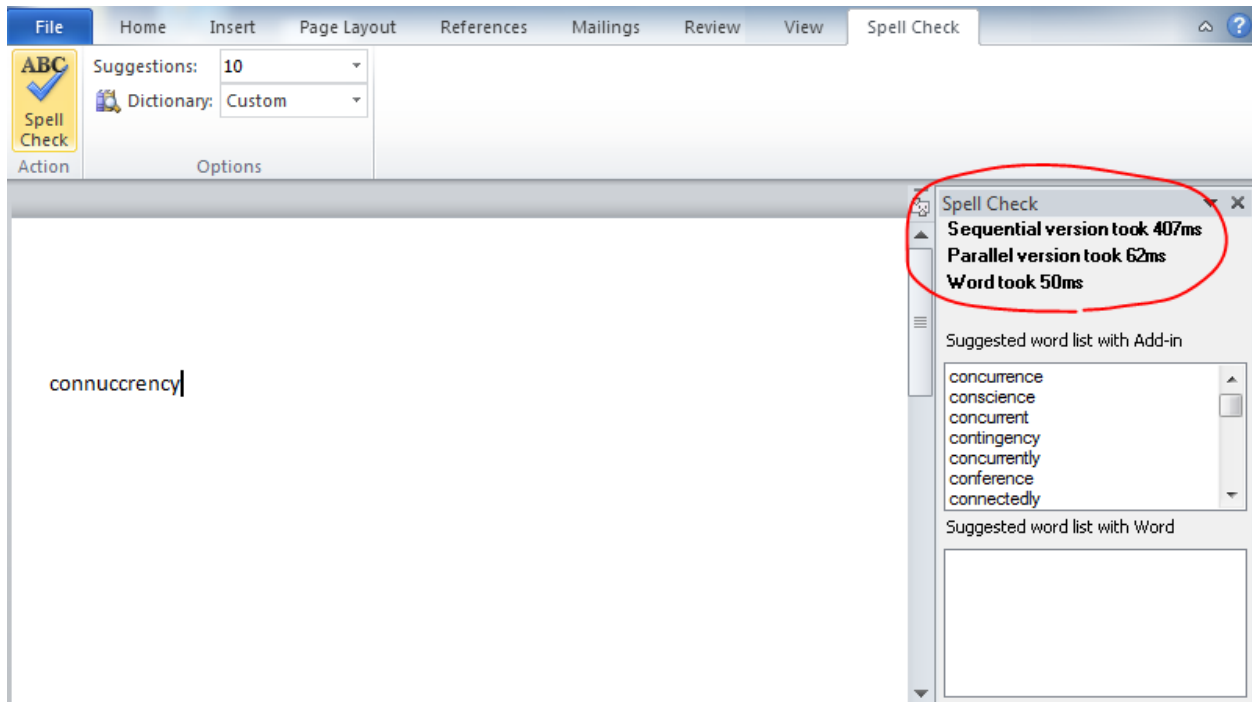 File Home Insert Page Layout References Mailings Review View Spell Check
ABC Suggestions: 10
Dictionary: Custom
Spell
Check
Action Options
Spell Check
Sequential version took 407ms
Parallel version took 62ms
Word took 50ms
Suggested word list with Add-in
connuccrency
concurrence
conscience
concurrent
contingency
concurrently
conference
connectedly
Suggested word list with Word